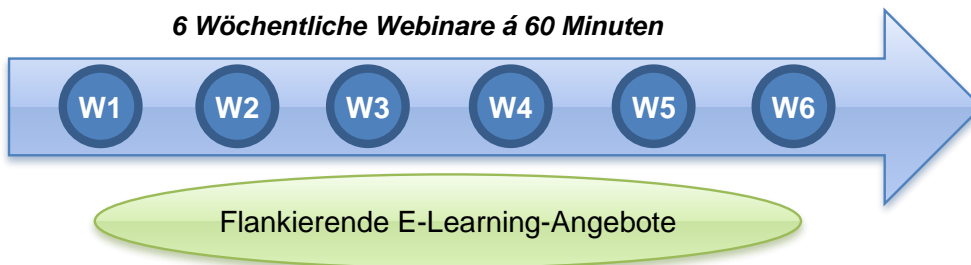 6 Wöchentliche Webinare á 60 Minuten
W1 W2 W3 W4 W5 W6
Flankierende E-Learning-Angebote